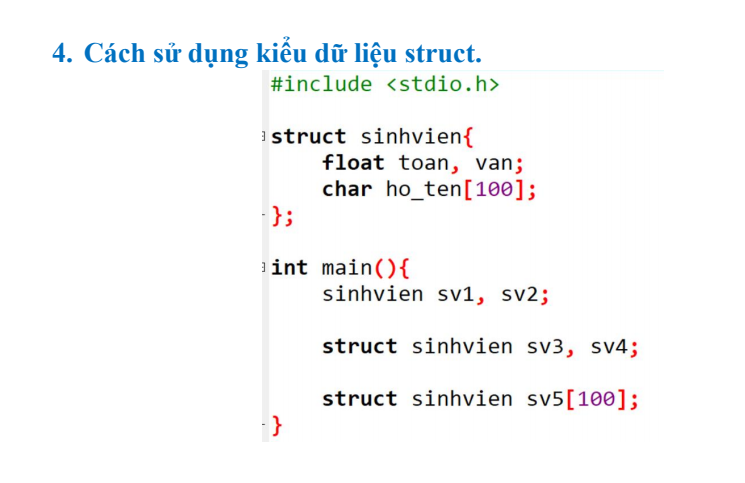 4. Cách sử dụng kiểu dữ liệu struct.
#include <stdio.h>
struct sinhvien{
float toan, van;
char ho_ten[100];
};
int main(){
sinhvien sv1, sv2;
struct sinhvien sv3, sv4;
struct sinhvien sv5[100];
}